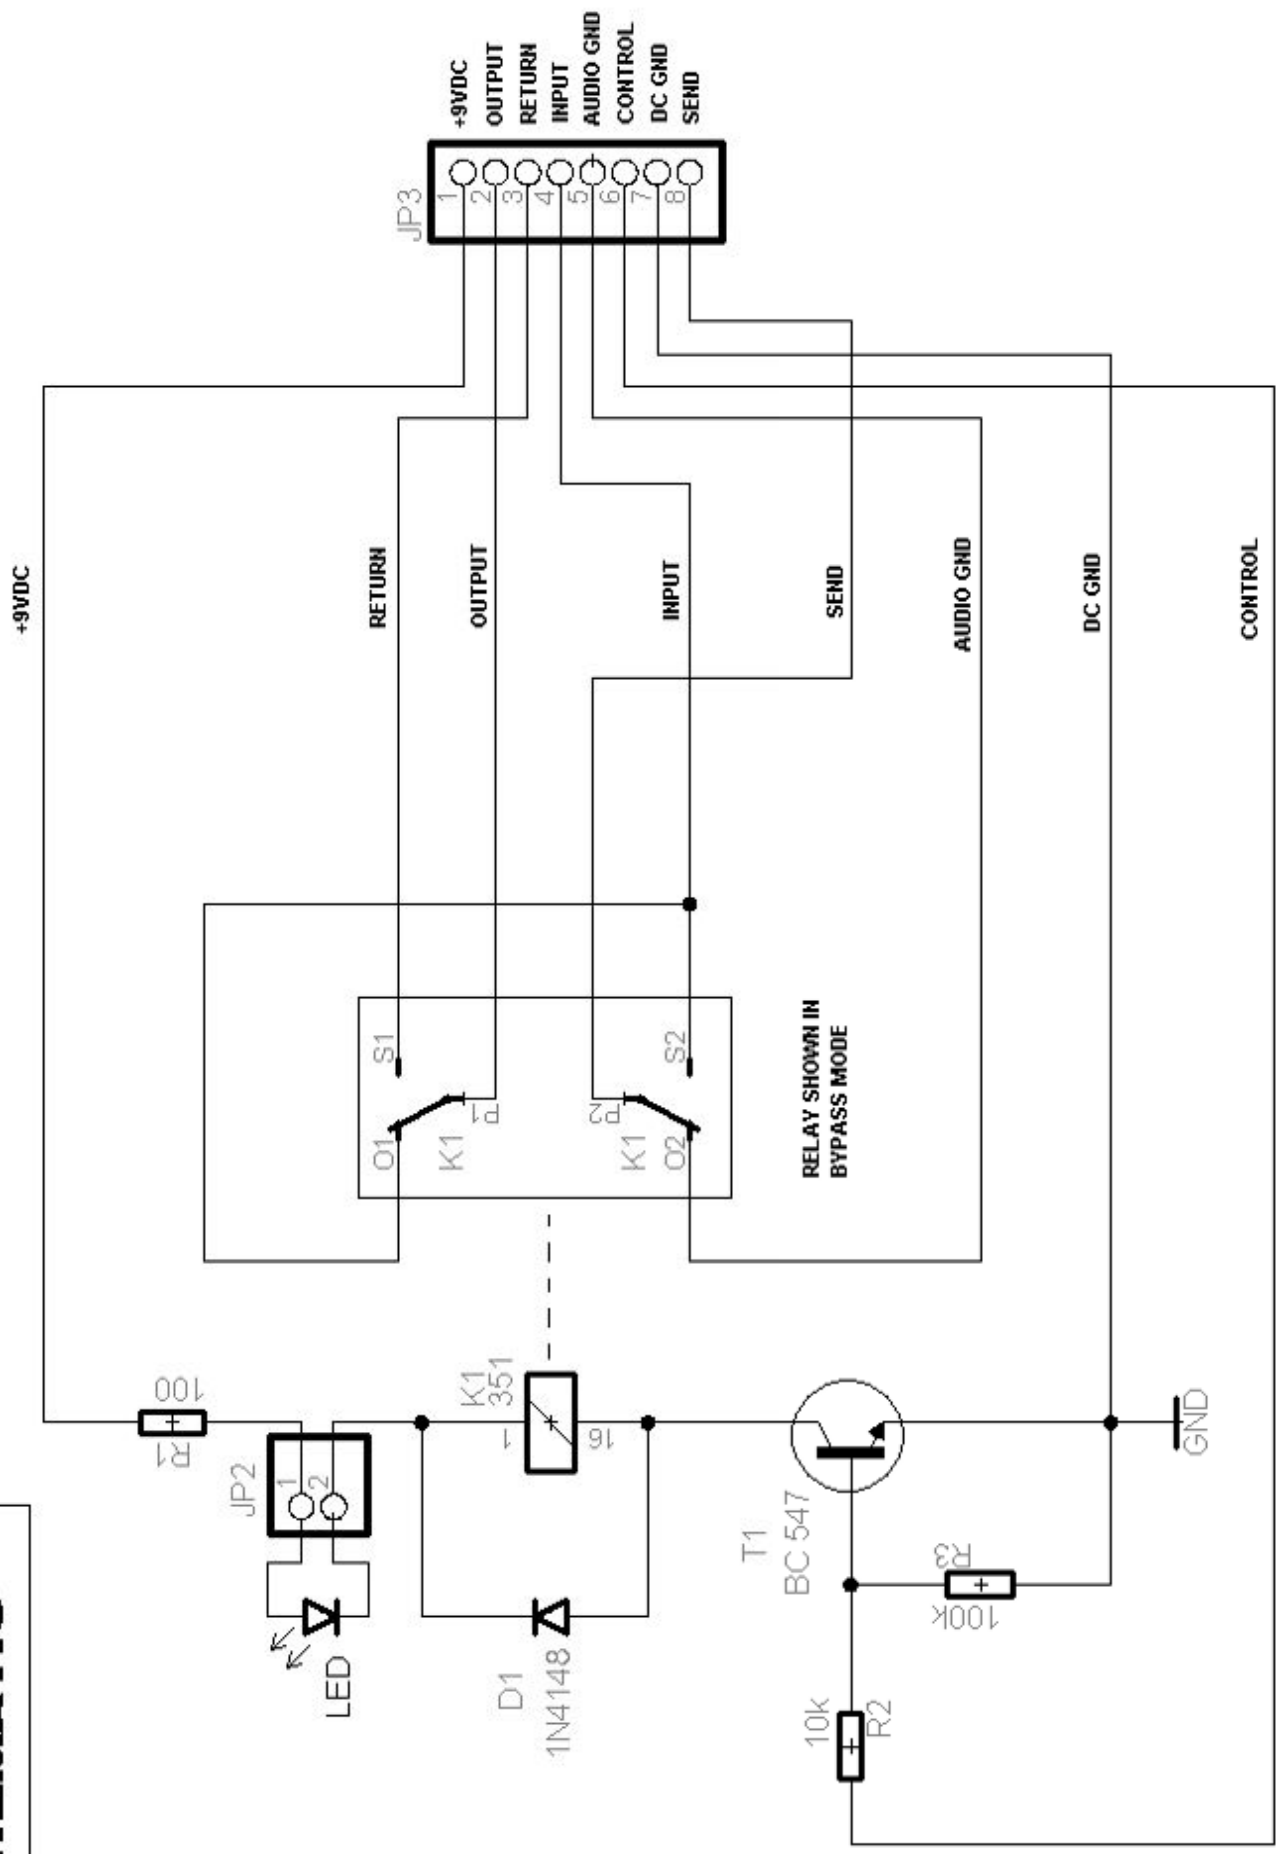 +9VDC
OUTPUT
RETURN
INPUT
AUDIO GND
CONTROL
DC GND
SEND
JP3
1
2
3
4
5
6
7
8
+9VDC
RETURN
OUTPUT
INPUT
SEND
AUDIO GND
DC GND
CONTROL
S1
O1
P1
K1
P2
K1
S2
O2
RELAY SHOWN IN
BYPASS MODE
100
R1
JP2
1
2
LED
K1
351
1
16
D1
1N4148
T1
BC 547
R3
100k
10k
R2
GND